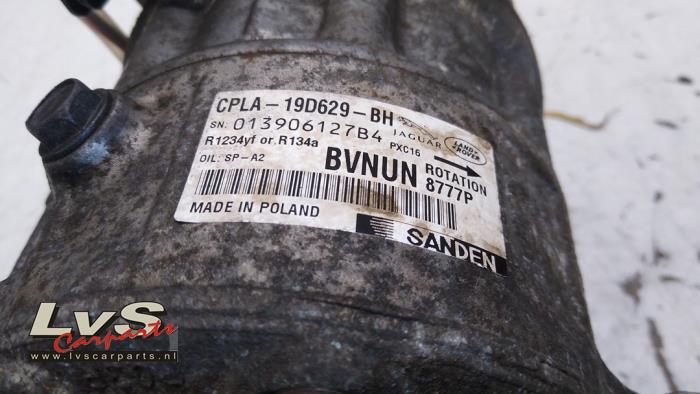 CPLA-19D629-BH
SN. 013906127B4 JAGUAR LAND ROVER
R1234yf or R134a PXC16
OIL: SP-A2 BVNUN ROTATION
8777P
MADE IN POLAND
SANDEN
LvS
Carparts
www.lvscarparts.nl